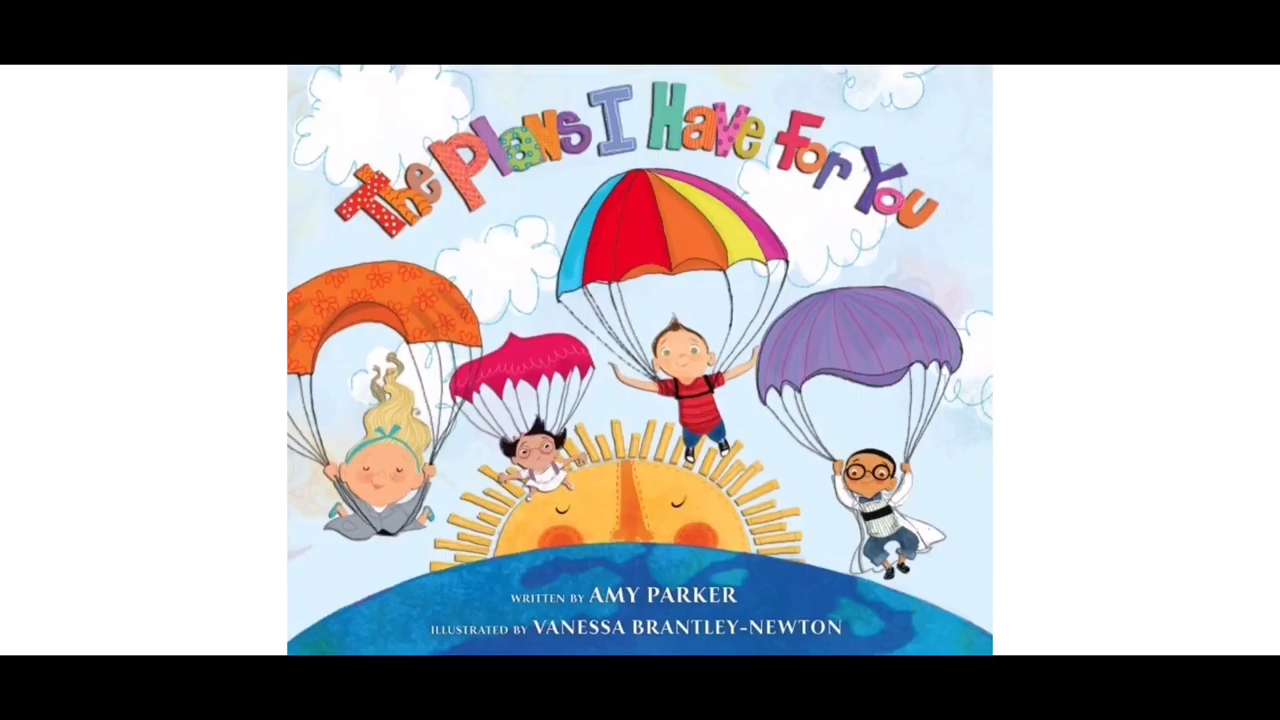 The Plans I Have For You
WRITTEN BY AMY PARKER
ILLUSTRATED BY VANESSA BRANTLEY-NEWTON